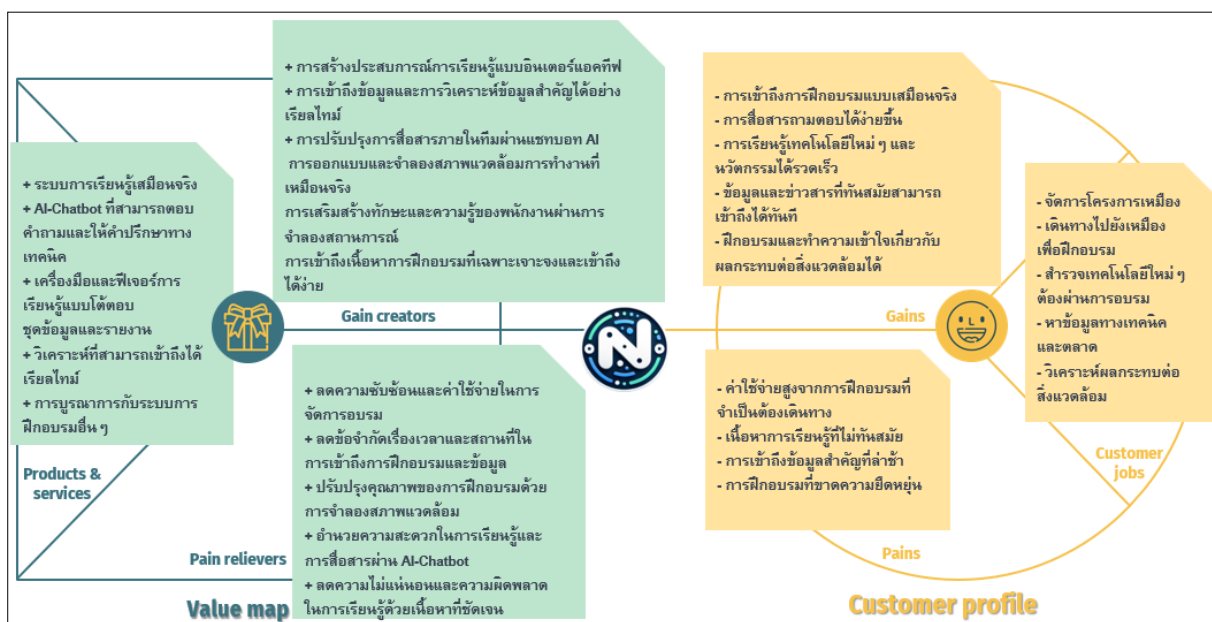 + การสร้างประสบการณ์การเรียนรู้แบบอินเตอร์แอคทีฟ
+ การเข้าถึงข้อมูลและการวิเคราะห์ข้อมูลสำคัญได้อย่าง
เรียลไทม์
+ การปรับปรุงการสื่อสารภายในทีมผ่านแชทบอท AI
การออกแบบและจำลองสภาพแวดล้อมการทำงานที่
เหมือนจริง
การเสริมสร้างทักษะและความรู้ของพนักงานผ่านการ
จำลองสถานการณ์
การเข้าถึงเนื้อหาการฝึกอบรมที่เฉพาะเจาะจงและเข้าถึง
ได้ง่าย
+ ระบบการเรียนรู้เสมือนจริง
+ AI-Chatbot ที่สามารถตอบ
คำถามและให้คำปรึกษาทาง
เทคนิค
+ เครื่องมือและฟีเจอร์การ
เรียนรู้แบบโต้ตอบ
ชุดข้อมูลและรายงาน
+ วิเคราะห์ที่สามารถเข้าถึงได้
เรียลไทม์
+ การบูรณาการกับระบบการ
ฝึกอบรมอื่น ๆ
Gain creators
Products &
services
+ ลดความซับซ้อนและค่าใช้จ่ายในการ
จัดการอบรม
+ ลดข้อจำกัดเรื่องเวลาและสถานที่ใน
การเข้าถึงการฝึกอบรมและข้อมูล
+ ปรับปรุงคุณภาพของการฝึกอบรมด้วย
การจำลองสภาพแวดล้อม
+ อำนวยความสะดวกในการเรียนรู้และ
การสื่อสารผ่าน AI-Chatbot
+ ลดความไม่แน่นอนและความผิดพลาด
ในการเรียนรู้ด้วยเนื้อหาที่ชัดเจน
Pain relievers
Value map
N
- การเข้าถึงการฝึกอบรมแบบเสมือนจริง
- การสื่อสารถามตอบได้ง่ายขึ้น
- การเรียนรู้เทคโนโลยีใหม่ ๆ และ
นวัตกรรมได้รวดเร็ว
- ข้อมูลและข่าวสารที่ทันสมัยสามารถ
เข้าถึงได้ทันที
- ฝึกอบรมและทำความเข้าใจเกี่ยวกับ
ผลกระทบต่อสิ่งแวดล้อมได้
Gains
- จัดการโครงการเหมือง
- เดินทางไปยังเหมือง
เพื่อฝึกอบรม
- สำรวจเทคโนโลยีใหม่ ๆ
ต้องผ่านการอบรม
- หาข้อมูลทางเทคนิค
และตลาด
- วิเคราะห์ผลกระทบต่อ
สิ่งแวดล้อม
- ค่าใช้จ่ายสูงจากการฝึกอบรมที่
จำเป็นต้องเดินทาง
- เนื้อหาการเรียนรู้ที่ไม่ทันสมัย
- การเข้าถึงข้อมูลสำคัญที่ล่าช้า
- การฝึกอบรมที่ขาดความยืดหยุ่น
Customer
jobs
Pains
Customer profile